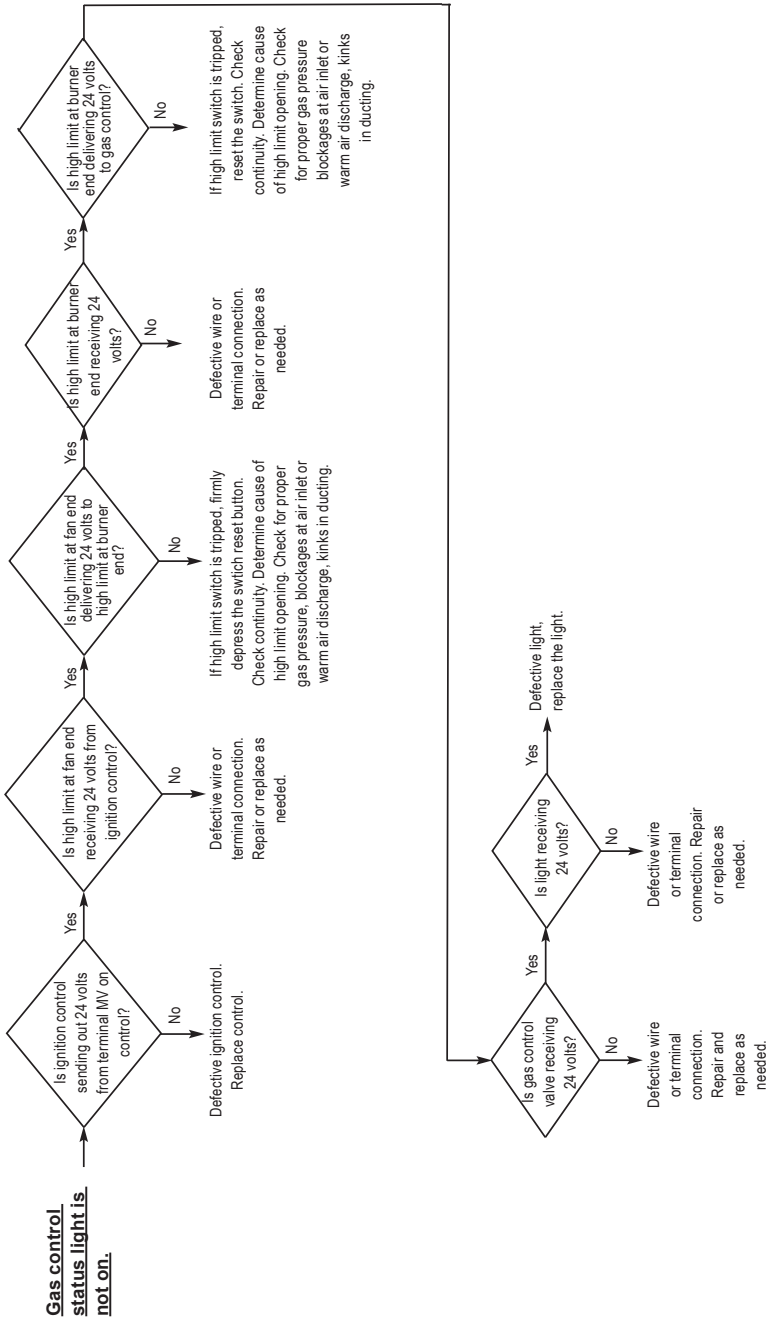 Gas control
status light is
not on.
Is ignition control
sending out 24 volts
from terminal MV on
control?
Yes
No
Defective ignition control.
Replace control.
Is high limit at fan end
receiving 24 volts from
ignition control?
Yes
No
Defective wire or
terminal connection.
Repair or replace as
needed.
Is high limit at fan end
delivering 24 volts to
high limit at burner
end?
Yes
No
If high limit switch is tripped, firmly
depress the swtich reset button.
Check continuity. Determine cause of
high limit opening. Check for proper
gas pressure, blockages at air inlet or
warm air discharge, kinks in ducting.
Is high limit at burner
end receiving 24
volts?
Yes
No
Defective wire or
terminal connection.
Repair or replace as
needed.
Is high limit at burner
end delivering 24 volts
to gas control?
No
If high limit switch is tripped,
reset the switch. Check
continuity. Determine cause
of high limit opening. Check
for proper gas pressure
blockages at air inlet or
warm air discharge, kinks
in ducting.
Is gas control
valve receiving
24 volts?
Yes
No
Defective wire
or terminal
connection.
Repair and
replace as
needed.
Is light receiving
24 volts?
Yes
No
Defective wire
or terminal
connection. Repair
or replace as
needed.
Defective light,
replace the light.